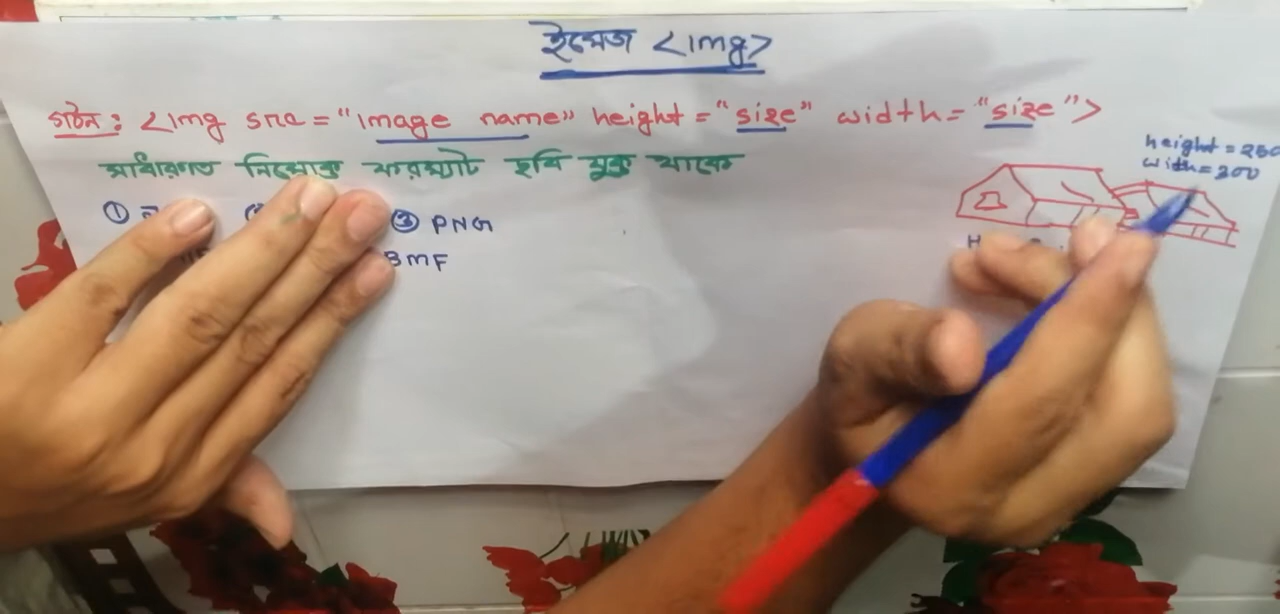 ইমেজ <img>
গঠন: <img src="image name" height="size" width="size">
সাধারণত নিম্নোক্ত ফরম্যাট ছবি যুক্ত থাকে
height=250
width=200
① ③ PNG
BMF